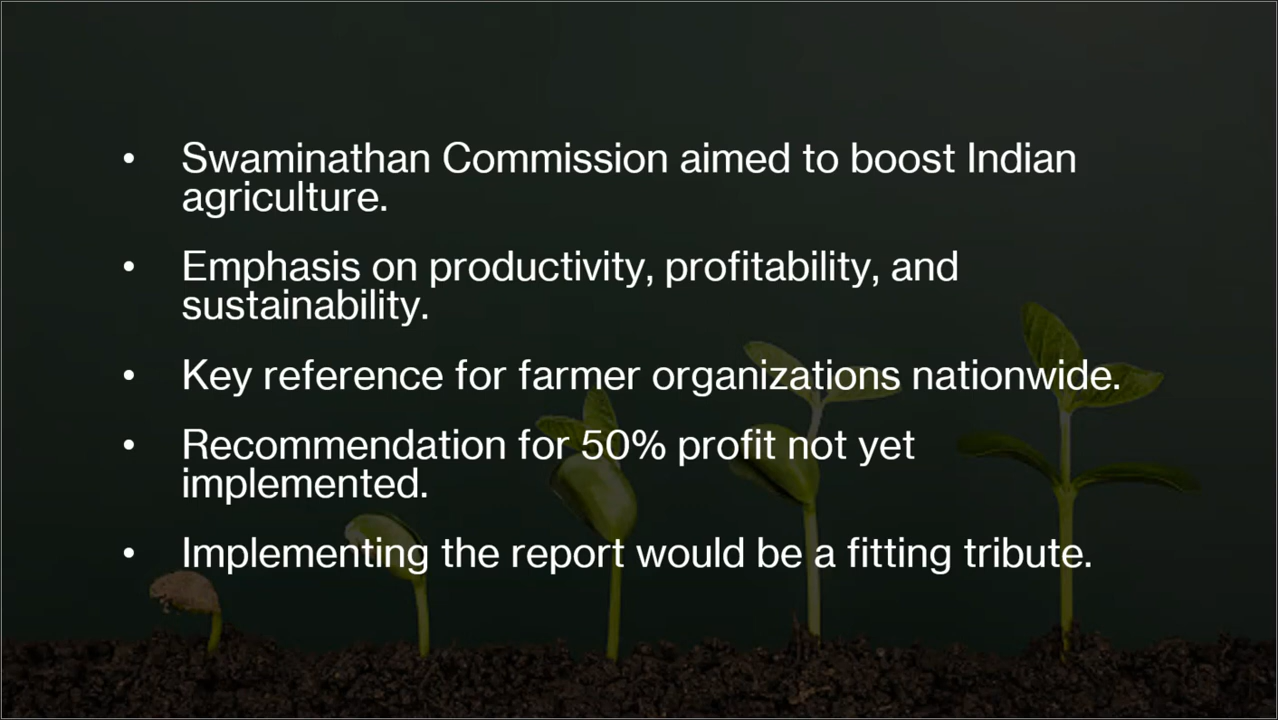 • Swaminathan Commission aimed to boost Indian
agriculture.
• Emphasis on productivity, profitability, and
sustainability.
• Key reference for farmer organizations nationwide.
• Recommendation for 50% profit not yet
implemented.
• Implementing the report would be a fitting tribute.